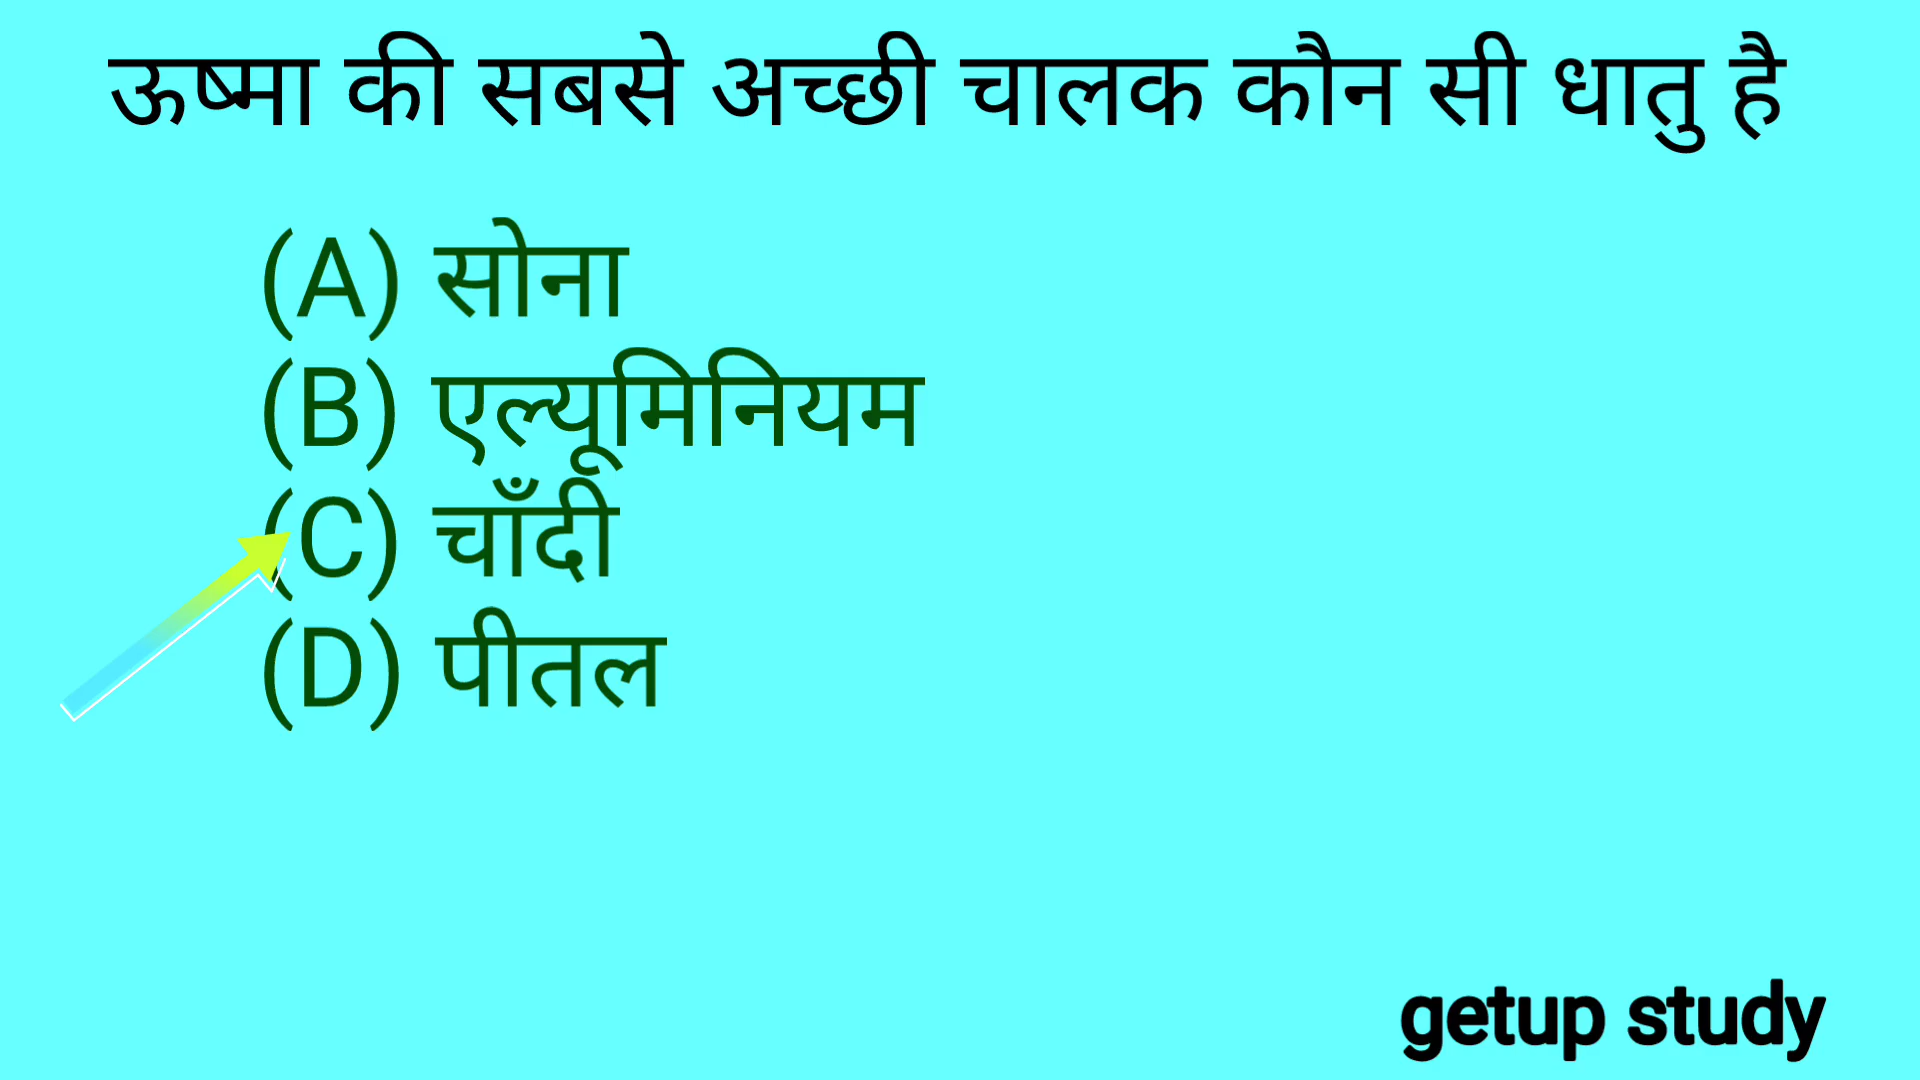 ऊष्मा की सबसे अच्छी चालक कौन सी धातु है
(A) सोना
(B) एल्यूमिनियम
(C) चाँदी
(D) पीतल
getup study